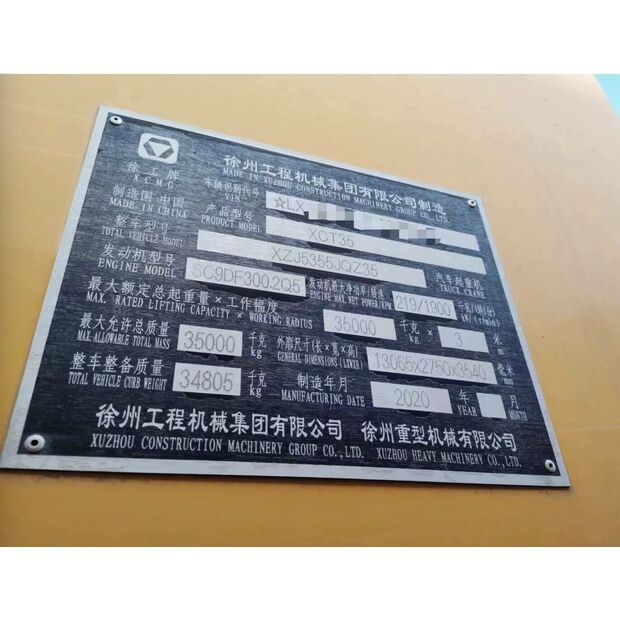 徐工牌
X.C.M.G
徐州工程机械集团有限公司制造
MADE IN XUZHOU CONSTRUCTION MACHINERY GROUP CO., LTD.
制造国 中国
MADE IN CHINA
车辆识别代号
VIN
☆LX
产品型号
PRODUCT MODEL
XCT35
整车型号
TOTAL VEHICLE MODEL
XZJ5355JQZ35
汽车起重机
TRUCK CRANE
发动机型号
ENGINE MODEL
SC9DF300.2Q5
发动机最大净功率/转速
ENGINE MAX NET POWER/RPM
219/1900
kW/(r/min)
最大额定总起重量×工作幅度
MAX. RATED LIFTING CAPACITY × WORKING RADIUS
35000
千克
kg
×
3
米
m
最大允许总质量
MAX.ALLOWABLE TOTAL MASS
35000
千克
kg
外廓尺寸(长×宽×高)
GENERAL DIMENSIONS (LXWXH)
13065x2750x3540
毫米
mm
整车整备质量
TOTAL VEHICLE CURB WEIGHT
34805
千克
kg
制造年月
MANUFACTURING DATE
2020
年
YEAR
月
MONTH
徐州工程机械集团有限公司 徐州重型机械有限公司
XUZHOU CONSTRUCTION MACHINERY GROUP CO., LTD. XUZHOU HEAVY MACHINERY CO., LTD.